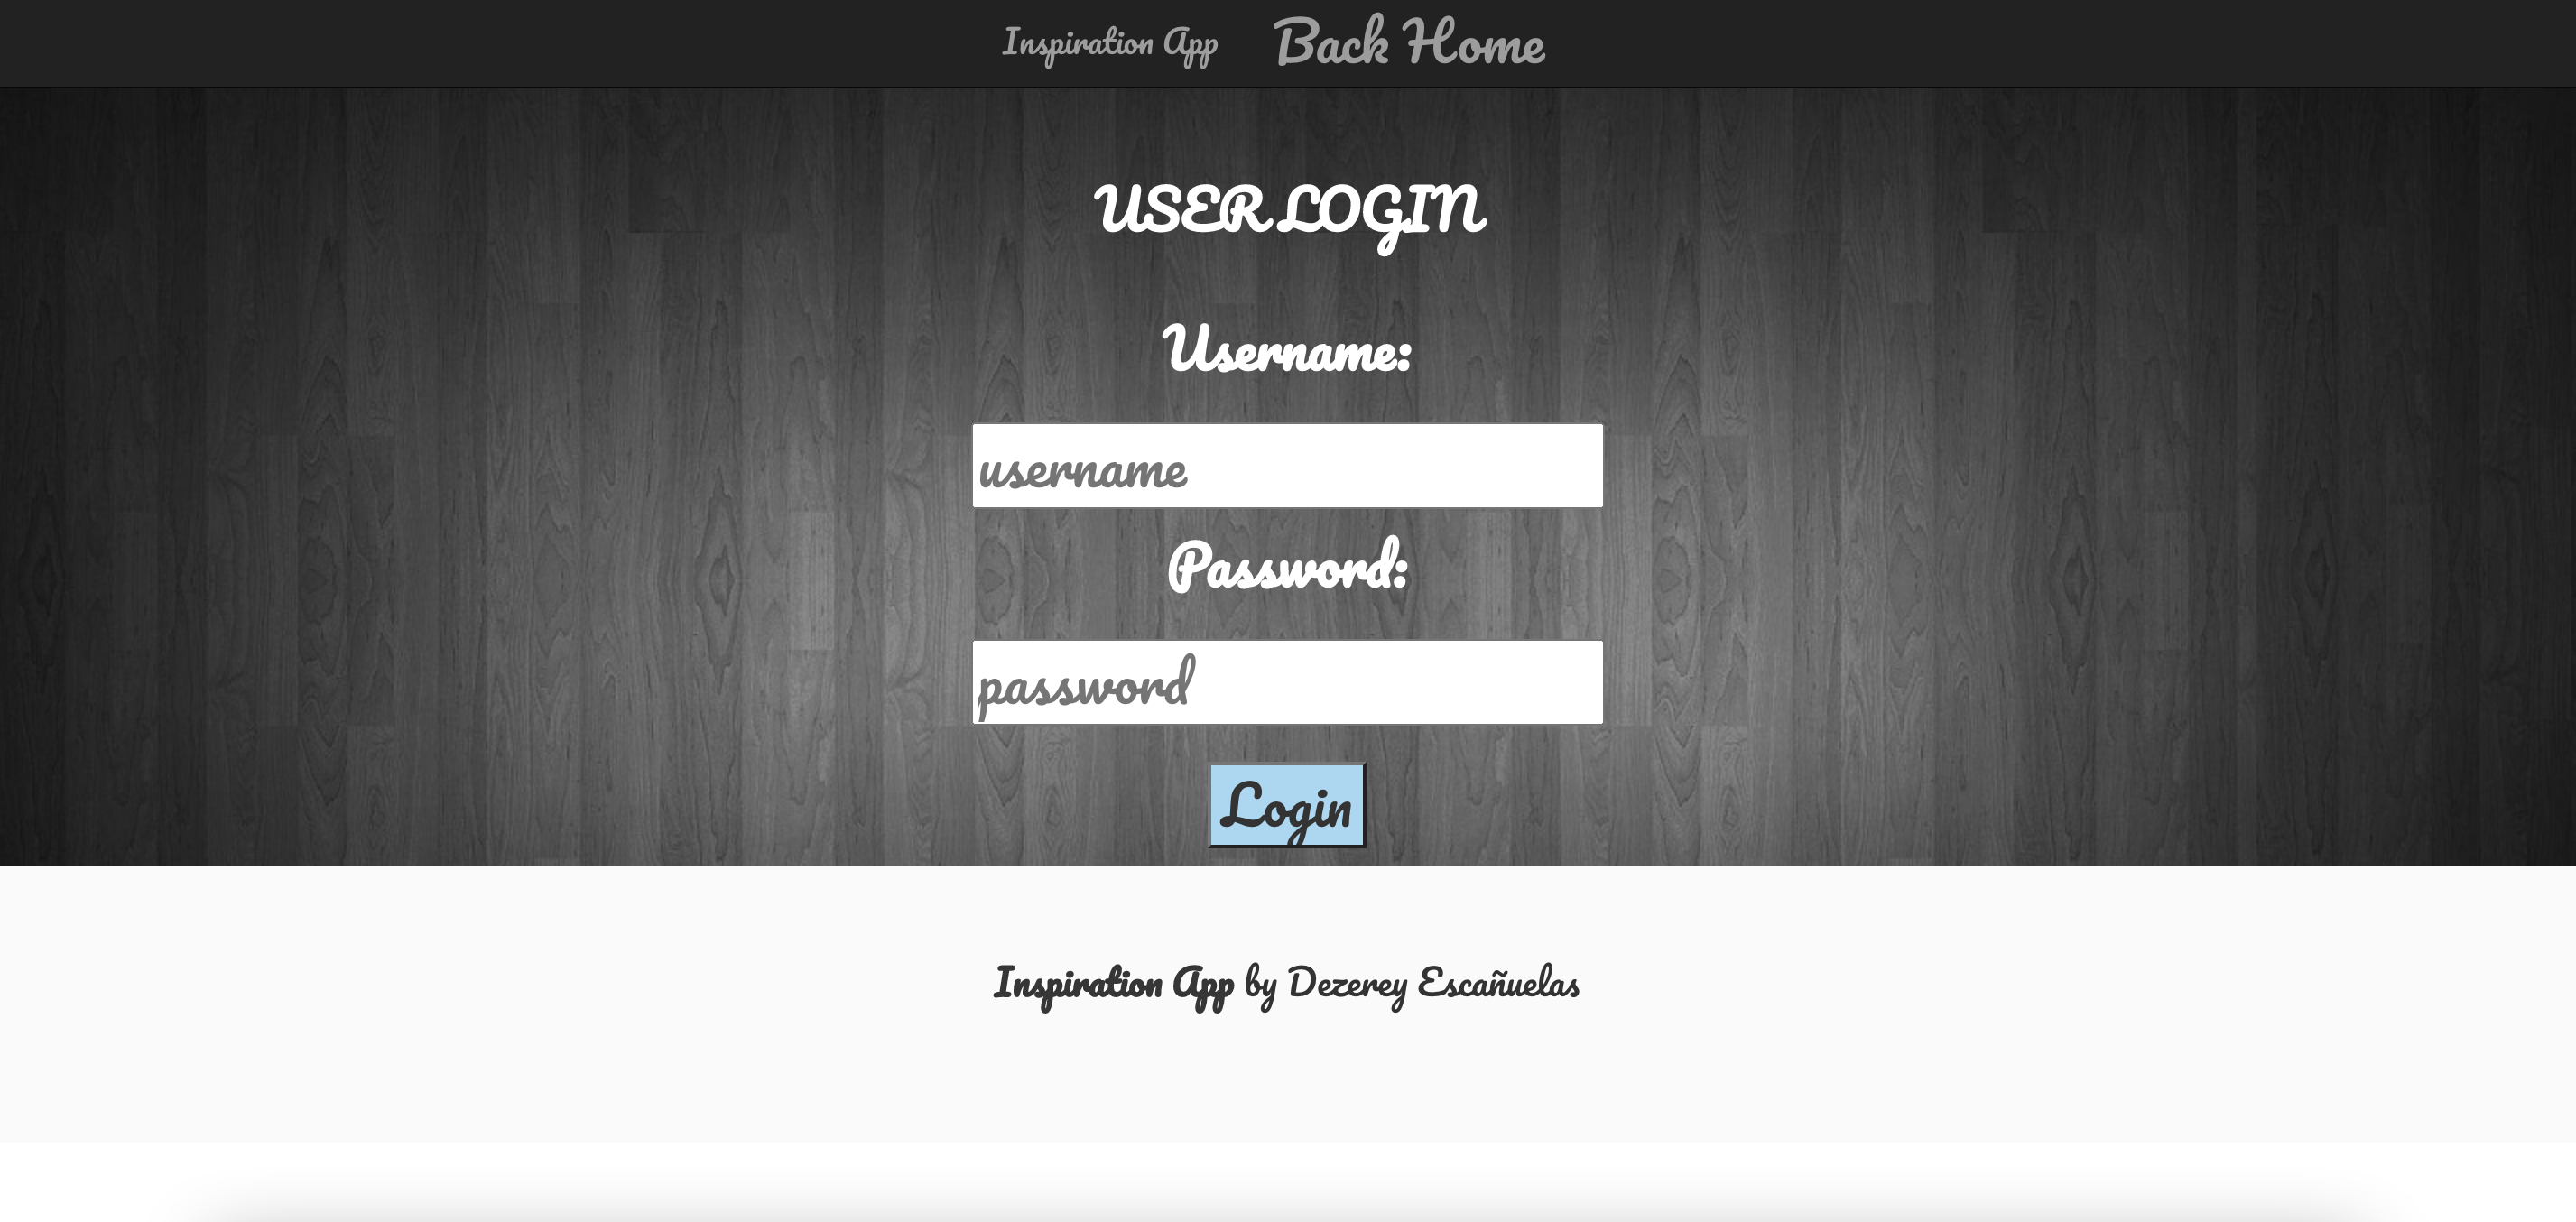 Inspiration App Back Home
USER LOGIN
Username:
username
Password:
password
Login
Inspiration App by Dezerey Escañuelas